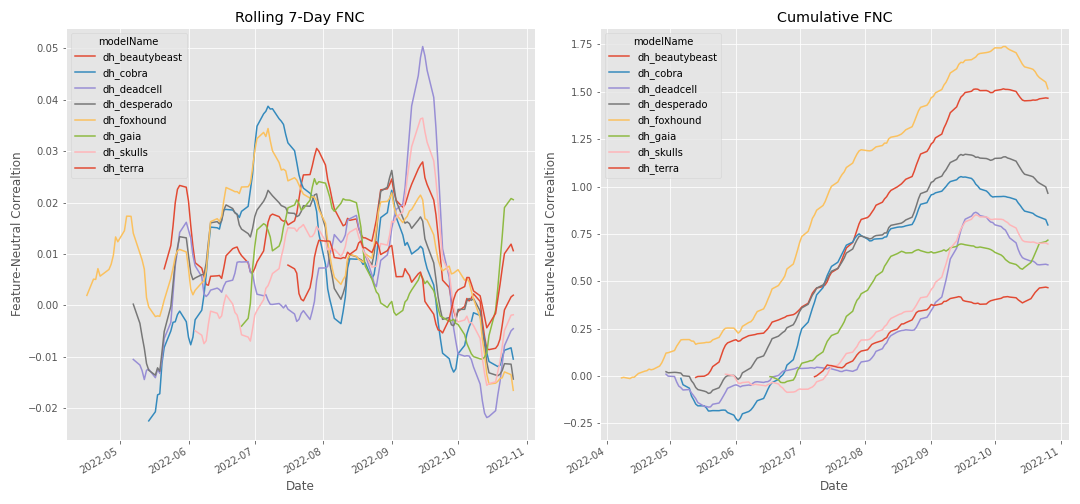 Rolling 7-Day FNC
Feature-Neutral Correaltion
0.05
0.04
0.03
0.02
0.01
0.00
−0.01
−0.02
modelName
dh_beautybeast
dh_cobra
dh_deadcell
dh_desperado
dh_foxhound
dh_gaia
dh_skulls
dh_terra
2022-05
2022-06
2022-07
2022-08
2022-09
2022-10
2022-11
Date
Cumulative FNC
Feature-Neutral Correaltion
1.75
1.50
1.25
1.00
0.75
0.50
0.25
0.00
−0.25
modelName
dh_beautybeast
dh_cobra
dh_deadcell
dh_desperado
dh_foxhound
dh_gaia
dh_skulls
dh_terra
2022-04
2022-05
2022-06
2022-07
2022-08
2022-09
2022-10
2022-11
Date